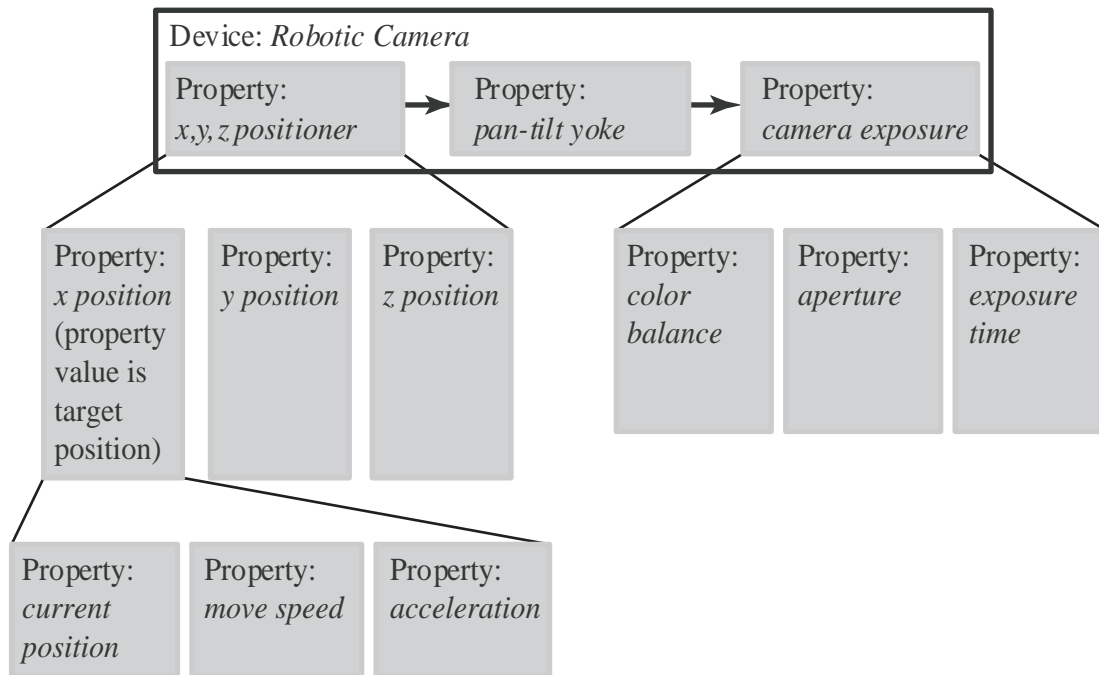 Device: Robotic Camera
Property:
x,y,z positioner
Property:
pan-tilt yoke
Property:
camera exposure
Property:
x position
(property
value is
target
position)
Property:
y position
Property:
z position
Property:
color
balance
Property:
aperture
Property:
exposure
time
Property:
current
position
Property:
move speed
Property:
acceleration